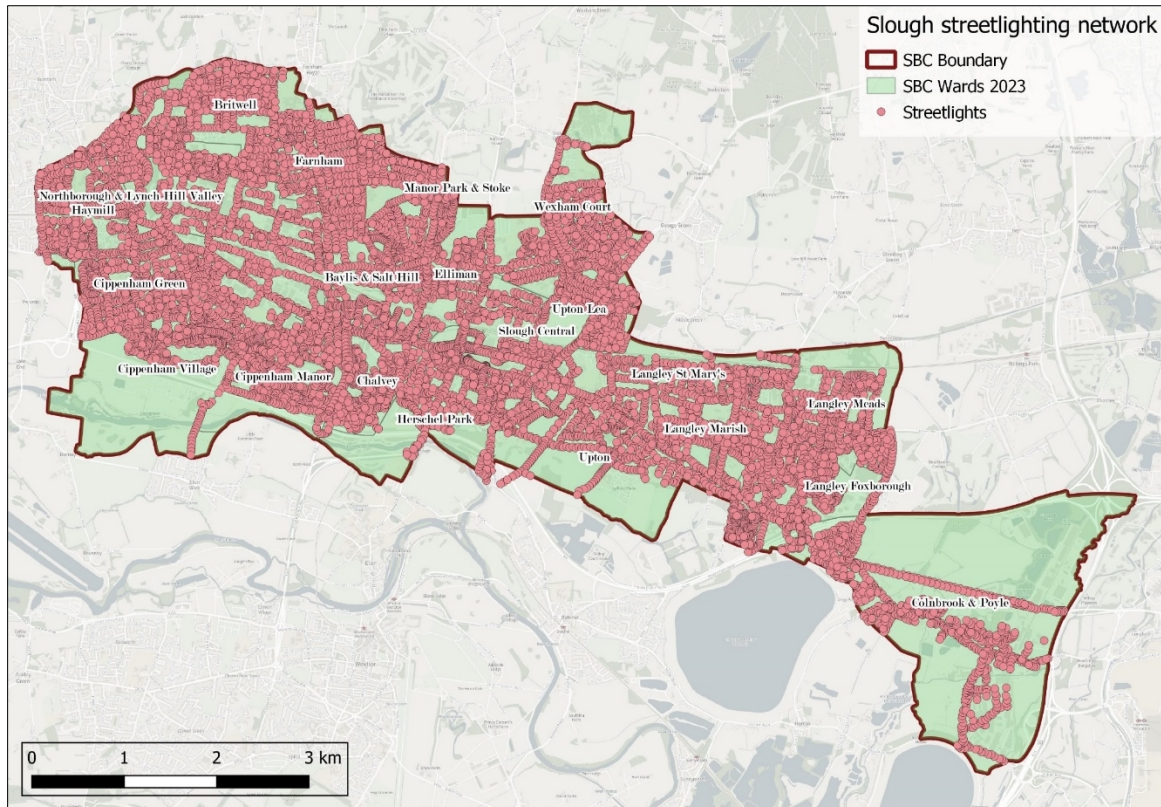 Slough streetlighting network
SBC Boundary
SBC Wards 2023
Streetlights
Britwell
Farnham
Manor Park & Stoke
Northborough & Lynch Hill Valley
Wexham Court
Haymill
Baylis & Salt Hill
Elliman
Cippenham Green
Upton Lea
Slough Central
Cippenham Village
Cippenham Manor
Chalvey
Langley St Mary's
Langley Meads
Herschel Park
Langley Marish
Upton
Langley Foxborough
Colnbrook & Poyle
0 1 2 3 km